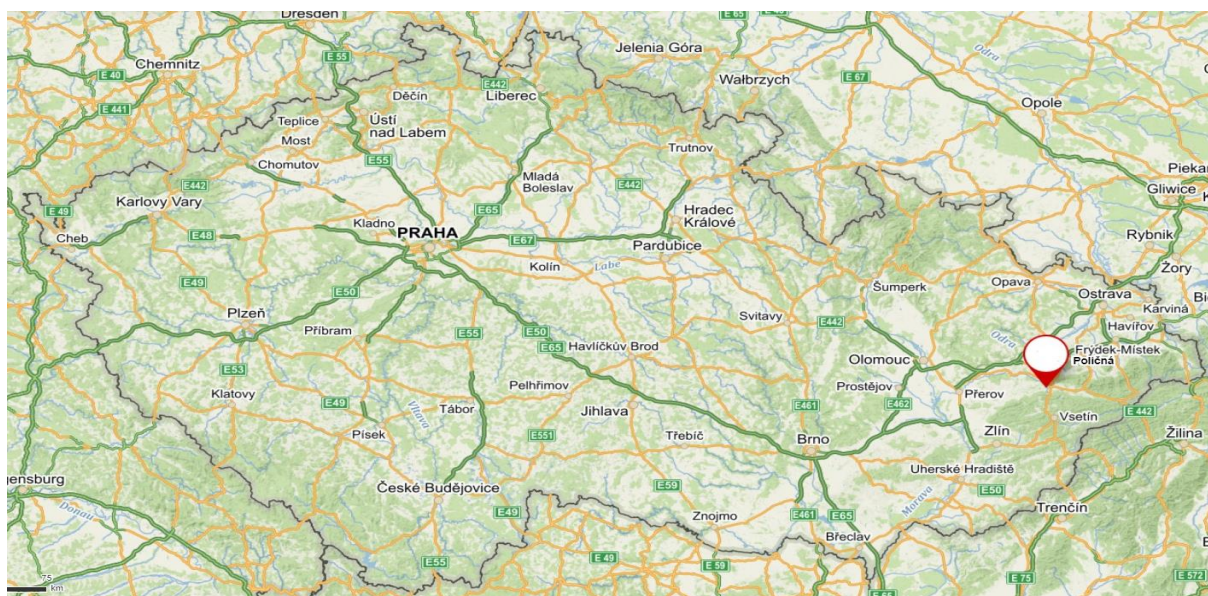 Dresden
E 65
Chemnitz
E 55
Jelenia Góra
Odra
E 40
E442
Wałbrzych
E 67
Děčín
Liberec
E 441
Opole
Teplice
Ústí
nad Labem
Most
Trutnov
Chomutov
E55
Piekar
E442
Mladá
Boleslav
E442
Gliwice
E 49
Karlovy Vary
Kladno
E65
Hradec
Králové
Cheb
E 48
PRAHA
E67
Pardubice
Rybnik
Kolín
Labe
Žory
E49
E50
Šumperk
Opava
Ostrava
Bi
Plzeň
Svitavy
Karviná
Příbram
E55
E50
E442
Havířov
E65
Havlíčkův Brod
Odra
Olomouc
Frýdek-Místek
Poličná
E53
Pelhřimov
Prostějov
Přerov
Klatovy
E49
Vltava
Tábor
Jihlava
E461
E462
Vsetín
E 442
Písek
E551
Třebíč
Brno
Zlín
Žilina
gensburg
České Budějovice
Uherské Hradiště
E59
E50
Donau
E49
Znojmo
E461
E65
Morava
Trenčín
Břeclav
E55
E 49
E 59
E 75
E 572
E 65
75
km